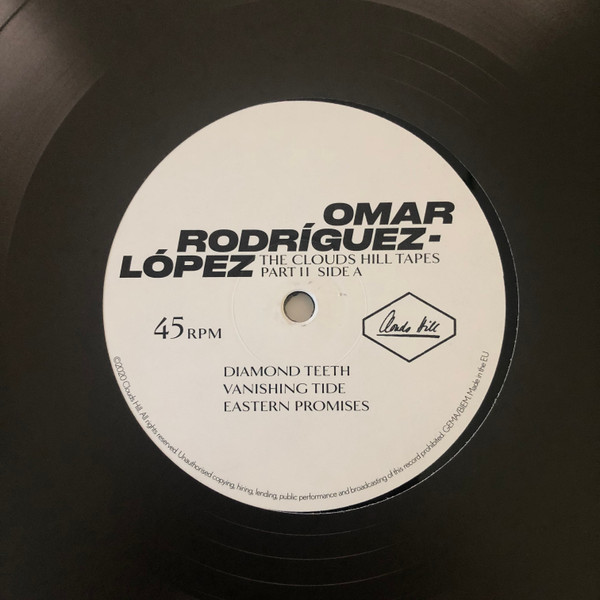 OMAR
RODRÍGUEZ-
LÓPEZ
THE CLOUDS HILL TAPES
PART II SIDE A
45 RPM
Clouds Hill
DIAMOND TEETH
VANISHING TIDE
EASTERN PROMISES
©2020 Clouds Hill. All rights reserved. Unauthorised copying, hiring, lending, public performance and broadcasting of this record prohibited. GEMA/BIEM. Made in the EU